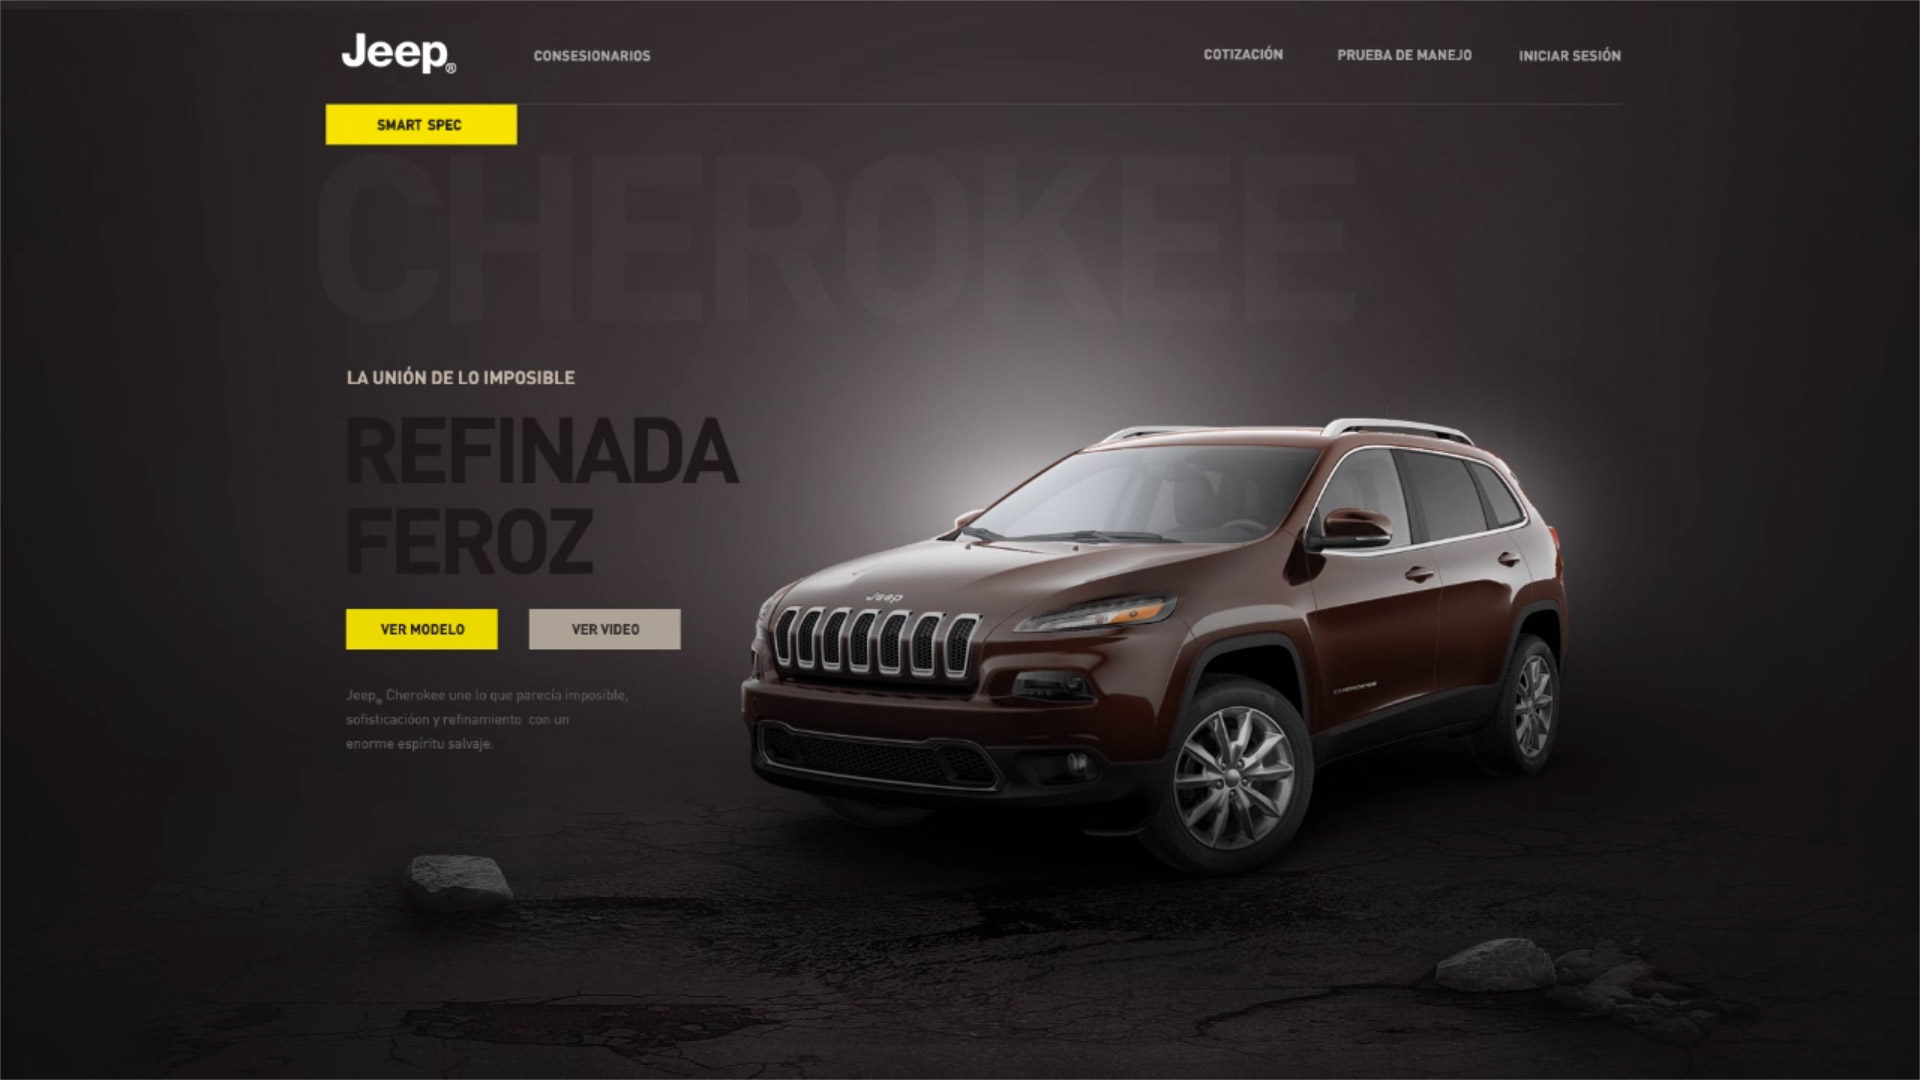 Jeep®
CONSESIONARIOS
COTIZACIÓN
PRUEBA DE MANEJO
INICIAR SESIÓN
SMART SPEC
CHEROKEE
LA UNIÓN DE LO IMPOSIBLE
REFINADA
FEROZ
VER MODELO
VER VIDEO
Jeep® Cherokee une lo que parecía imposible,
sofisticacióon y refinamiento con un
enorme espíritu salvaje.
Jeep
CHEROKEE